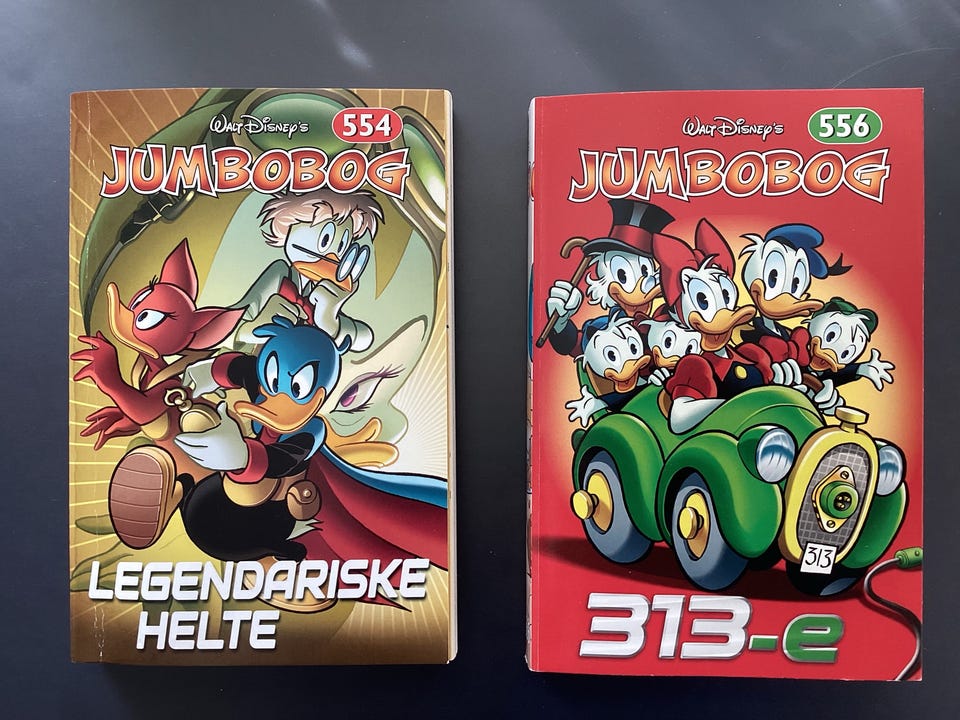 WALT DISNEY'S 554
JUMBOBOG
LEGENDARISKE
HELTE
WALT DISNEY'S 556
JUMBOBOG
313
313-e